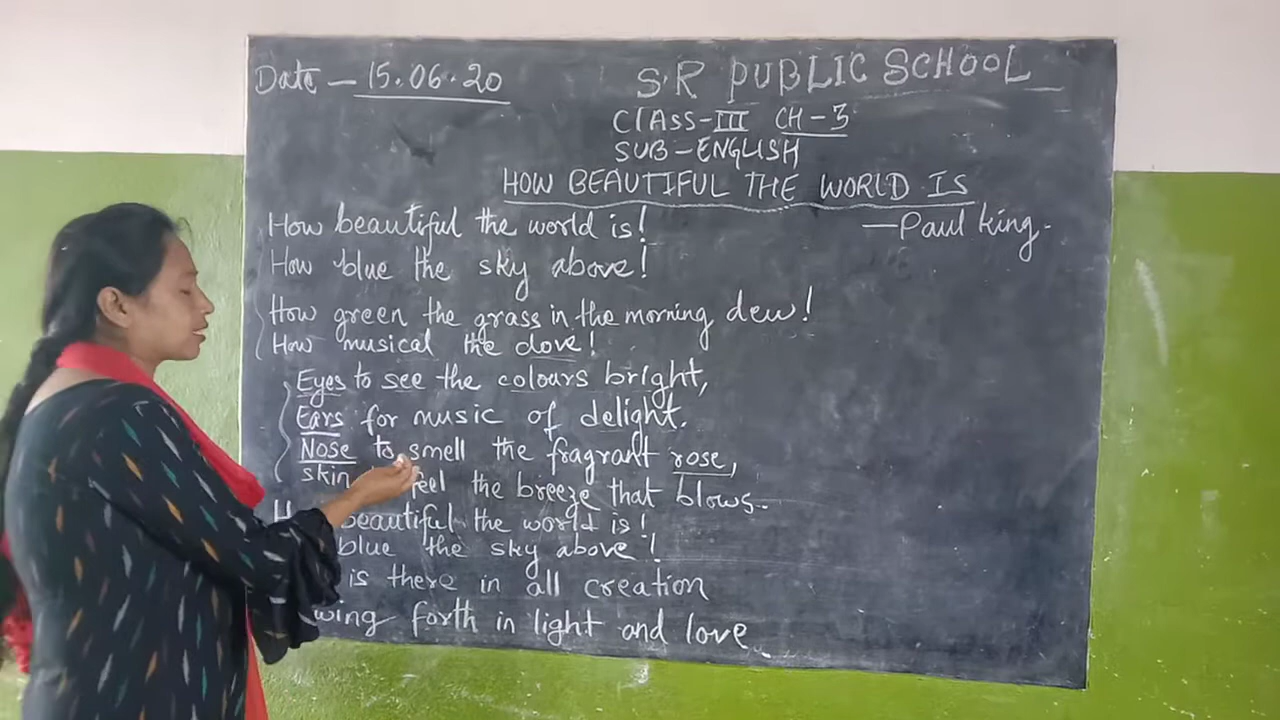 Date - 15.06.20
S.R PUBLIC SCHOOL
ClAss-III CH-3
SUB-ENGLISH
HOW BEAUTIFUL THE WORLD IS
-Paul King.
How beautiful the world is!
How blue the sky above!
How green the grass in the morning dew!
How musical the dove!
Eyes to see the colours bright,
Ears for music of delight.
Nose to smell the fragrant rose,
skin feel the breeze that blows..
beautiful the world is!
blue the sky above!
is there in all creation
wing forth in light and love